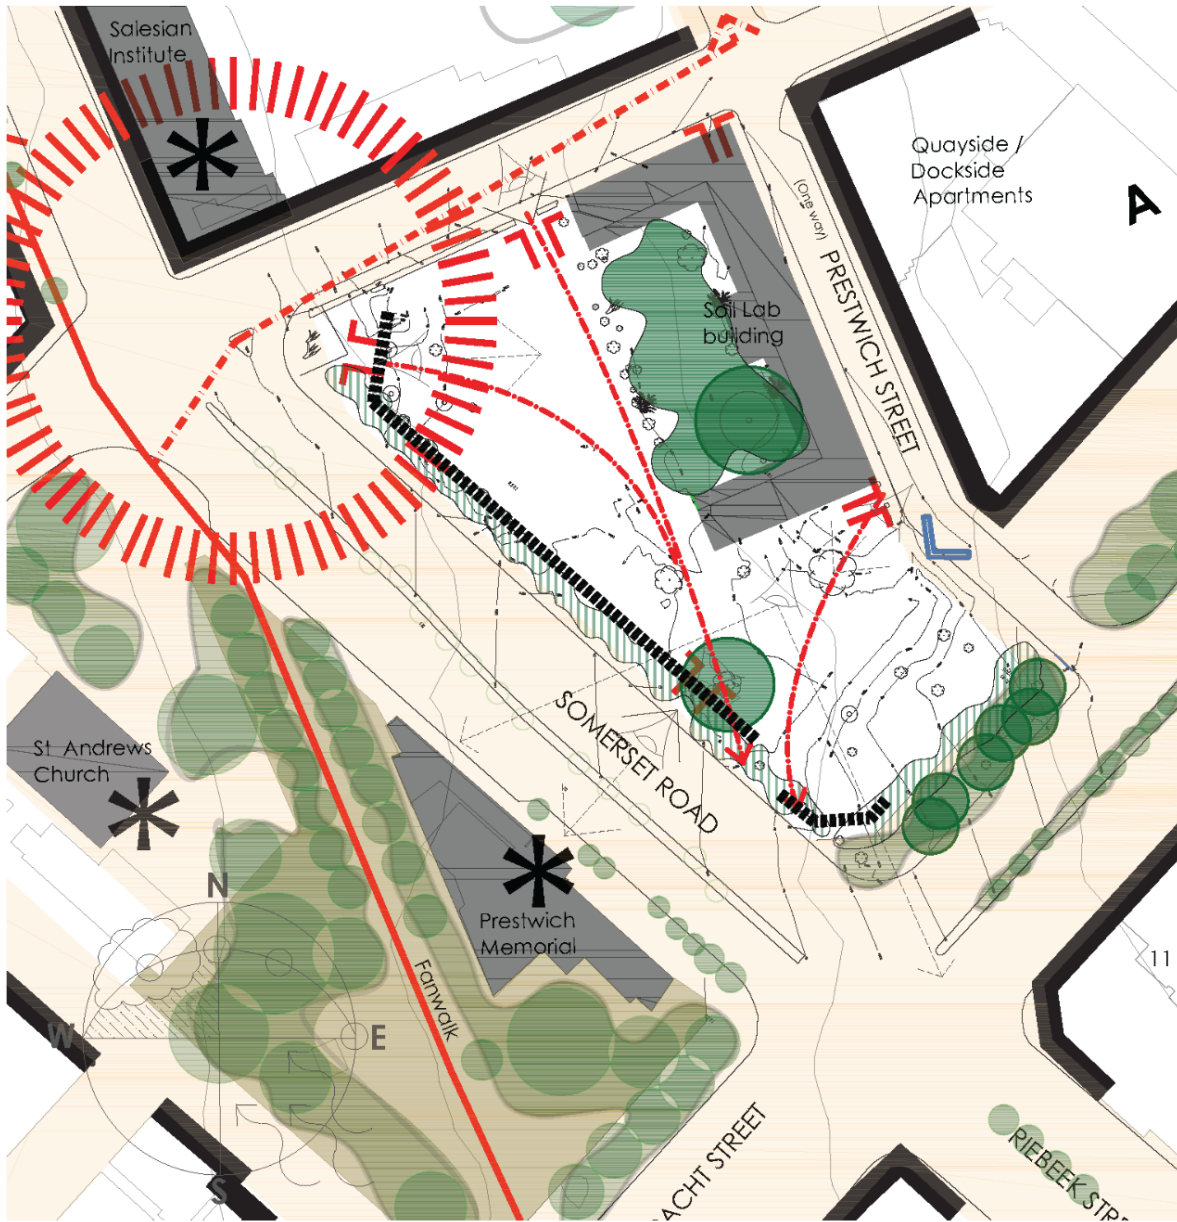 Salesian
Institute
Quayside /
Dockside
Apartments
A
(One way)
PRESTWICH STREET
Soil Lab
building
SOMERSET ROAD
St Andrews
Church
Prestwich
Memorial
Fanwalk
N
W
E
S
11
ACHT STREET
RIEBEEK STRE